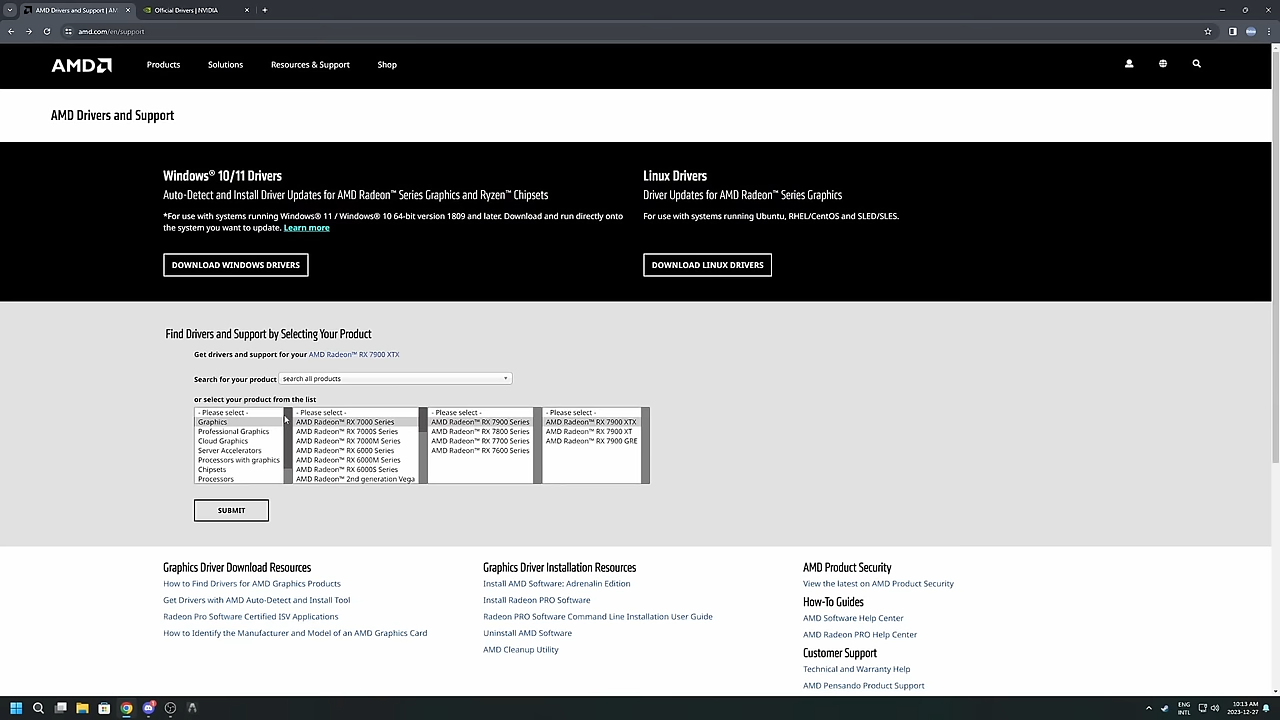 AMD Drivers and Support | A
Official Drivers | NVIDIA
amd.com/en/support
AMD
Products
Solutions
Resources & Support
Shop
AMD Drivers and Support
Windows® 10/11 Drivers
Auto-Detect and Install Driver Updates for AMD Radeon™ Series Graphics and Ryzen™ Chipsets
*For use with systems running Windows® 11 / Windows® 10 64-bit version 1809 and later. Download and run directly onto
the system you want to update. Learn more
DOWNLOAD WINDOWS DRIVERS
Linux Drivers
Driver Updates for AMD Radeon™ Series Graphics
For use with systems running Ubuntu, RHEL/CentOS and SLED/SLES.
DOWNLOAD LINUX DRIVERS
Find Drivers and Support by Selecting Your Product
Get drivers and support for your AMD Radeon™ RX 7900 XTX
Search for your product search all products
or select your product from the list
- Please select -
Graphics
Professional Graphics
Cloud Graphics
Server Accelerators
Processors with graphics
Chipsets
Processors
- Please select -
AMD Radeon™ RX 7000 Series
AMD Radeon™ RX 7000S Series
AMD Radeon™ RX 7000M Series
AMD Radeon™ RX 6000 Series
AMD Radeon™ RX 6000M Series
AMD Radeon™ RX 6000S Series
AMD Radeon™ 2nd generation Vega
- Please select -
AMD Radeon™ RX 7900 Series
AMD Radeon™ RX 7800 Series
AMD Radeon™ RX 7700 Series
AMD Radeon™ RX 7600 Series
- Please select -
AMD Radeon™ RX 7900 XTX
AMD Radeon™ RX 7900 XT
AMD Radeon™ RX 7900 GRE
SUBMIT
Graphics Driver Download Resources
How to Find Drivers for AMD Graphics Products
Get Drivers with AMD Auto-Detect and Install Tool
Radeon Pro Software Certified ISV Applications
How to Identify the Manufacturer and Model of an AMD Graphics Card
Graphics Driver Installation Resources
Install AMD Software: Adrenalin Edition
Install Radeon PRO Software
Radeon PRO Software Command Line Installation User Guide
Uninstall AMD Software
AMD Cleanup Utility
AMD Product Security
View the latest on AMD Product Security
How-To Guides
AMD Software Help Center
AMD Radeon PRO Help Center
Customer Support
Technical and Warranty Help
AMD Pensando Product Support
ENG
INTL
10:13 AM
2023-12-27